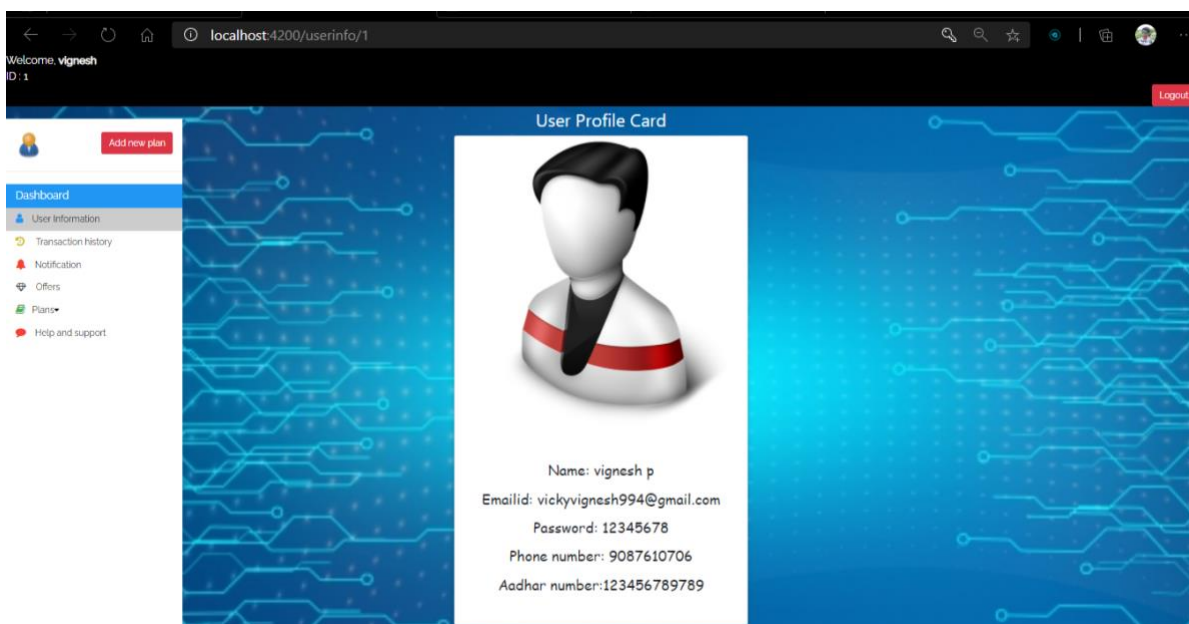 localhost:4200/userinfo/1
Welcome, vignesh
ID : 1
Logout
User Profile Card
Add new plan
Dashboard
User Information
Transaction history
Notification
Offers
Plans
Help and support
Name: vignesh p
Emailid: vickyvignesh994@gmail.com
Password: 12345678
Phone number: 9087610706
Aadhar number:123456789789